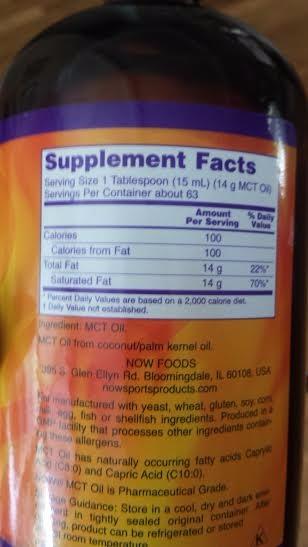 Supplement Facts
Serving Size 1 Tablespoon (15 mL) (14 g MCT Oil)
Servings Per Container about 63
Amount Per Serving % Daily Value
Calories 100
Calories from Fat 100
Total Fat 14 g 22%*
Saturated Fat 14 g 70%*
* Percent Daily Values are based on a 2,000 calorie diet.
† Daily Value not established.
Ingredient: MCT Oil.
MCT Oil from coconut/palm kernel oil.
NOW FOODS
395 S. Glen Ellyn Rd. Bloomingdale, IL 60108, USA
nowsportsproducts.com
manufactured with yeast, wheat, gluten, soy, corn,
egg, fish or shellfish ingredients. Produced in a
GMP facility that processes other ingredients contain-
these allergens.
MCT Oil has naturally occurring fatty acids Caprylic
(C8:0) and Capric Acid (C10:0).
MCT Oil is Pharmaceutical Grade.
Guidance: Store in a cool, dry and dark
in tightly sealed original container. After
product can be refrigerated or stored
room temperature.
K